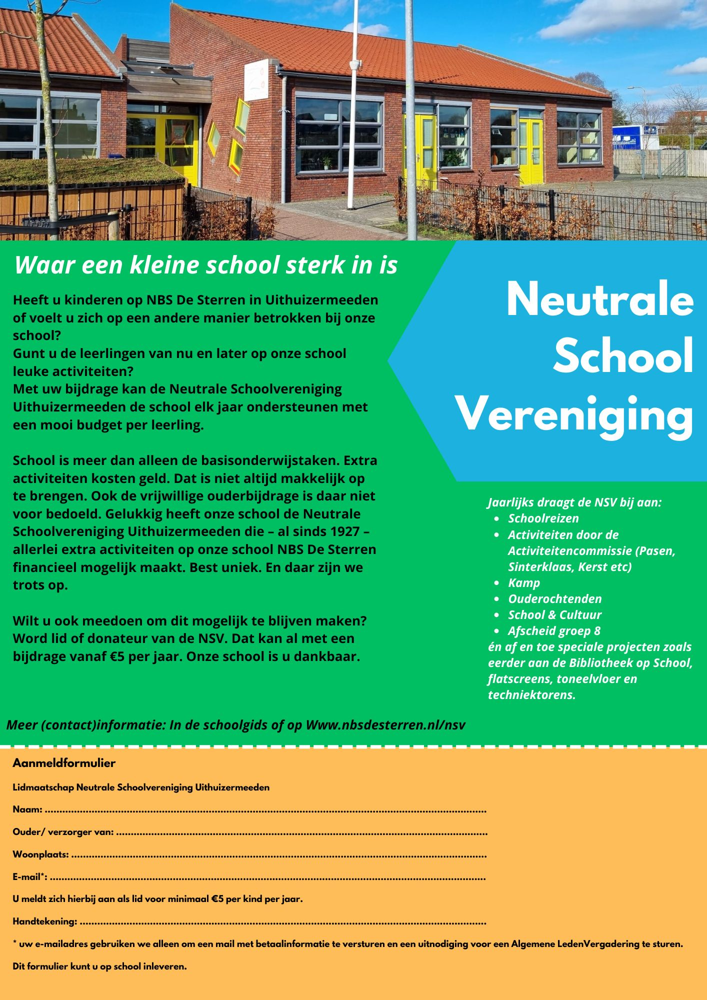 Waar een kleine school sterk in is
Heeft u kinderen op NBS De Sterren in Uithuizermeeden
of voelt u zich op een andere manier betrokken bij onze
school?
Gunt u de leerlingen van nu en later op onze school
leuke activiteiten?
Met uw bijdrage kan de Neutrale Schoolvereniging
Uithuizermeeden de school elk jaar ondersteunen met
een mooi budget per leerling.
School is meer dan alleen de basisonderwijstaken. Extra
activiteiten kosten geld. Dat is niet altijd makkelijk op
te brengen. Ook de vrijwillige ouderbijdrage is daar niet
voor bedoeld. Gelukkig heeft onze school de Neutrale
Schoolvereniging Uithuizermeeden die – al sinds 1927 –
allerlei extra activiteiten op onze school NBS De Sterren
financieel mogelijk maakt. Best uniek. En daar zijn we
trots op.
Wilt u ook meedoen om dit mogelijk te blijven maken?
Word lid of donateur van de NSV. Dat kan al met een
bijdrage vanaf €5 per jaar. Onze school is u dankbaar.
Neutrale
School
Vereniging
Jaarlijks draagt de NSV bij aan:
• Schoolreizen
• Activiteiten door de
Activiteitencommissie (Pasen,
Sinterklaas, Kerst etc)
• Kamp
• Ouderochtenden
• School & Cultuur
• Afscheid groep 8
én af en toe speciale projecten zoals
eerder aan de Bibliotheek op School,
flatscreens, toneelvloer en
techniektorens.
Meer (contact)informatie: In de schoolgids of op Www.nbsdesterren.nl/nsv
Aanmeldformulier
Lidmaatschap Neutrale Schoolvereniging Uithuizermeeden
Naam: ................................................................................
Ouder/ verzorger van: ................................................................................
Woonplaats: ................................................................................
E-mail*: ................................................................................
U meldt zich hierbij aan als lid voor minimaal €5 per kind per jaar.
Handtekening: ................................................................................
* uw e-mailadres gebruiken we alleen om een mail met betaalinformatie te versturen en een uitnodiging voor een Algemene LedenVergadering te sturen.
Dit formulier kunt u op school inleveren.